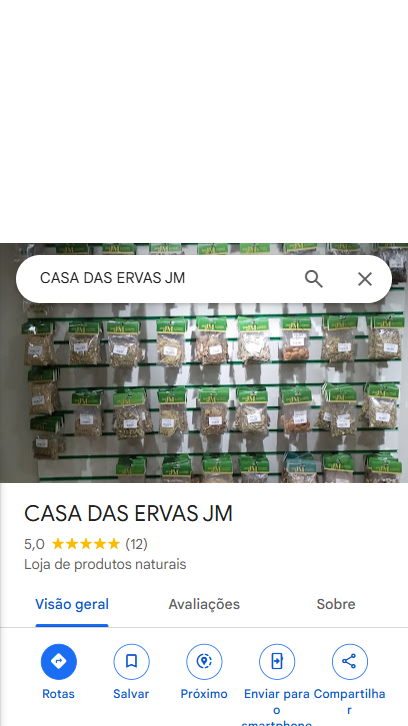 CASA DAS ERVAS JM
CASA DAS ERVAS JM
5,0 (12)
Loja de produtos naturais
Visão geral Avaliações Sobre
Rotas Salvar Próximo Enviar para o smartphone Compartilhar